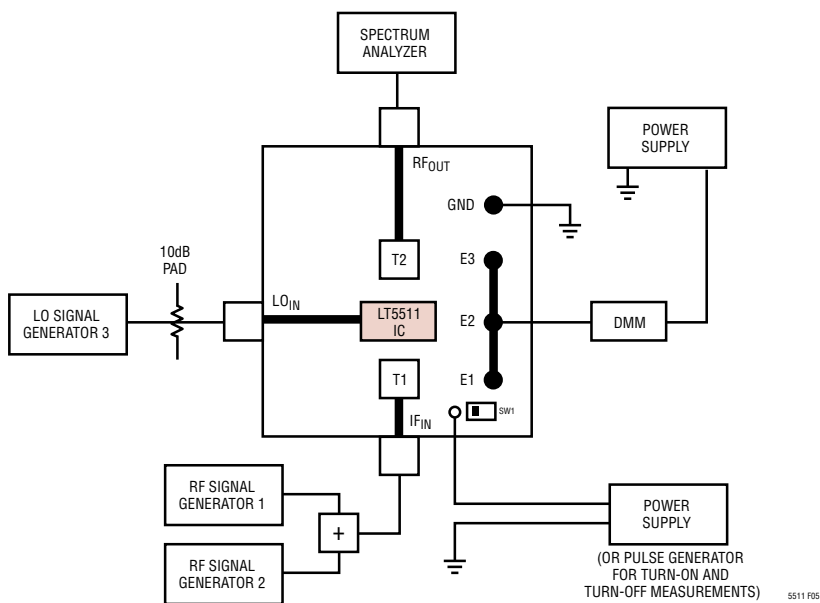 SPECTRUM
ANALYZER
POWER
SUPPLY
RFOUT
GND
10dB
PAD
T2
E3
LO SIGNAL
GENERATOR 3
LOIN
LT5511
IC
E2
DMM
T1
E1
IFIN
SW1
RF SIGNAL
GENERATOR 1
+
RF SIGNAL
GENERATOR 2
POWER
SUPPLY
(OR PULSE GENERATOR
FOR TURN-ON AND
TURN-OFF MEASUREMENTS)
5511 F05